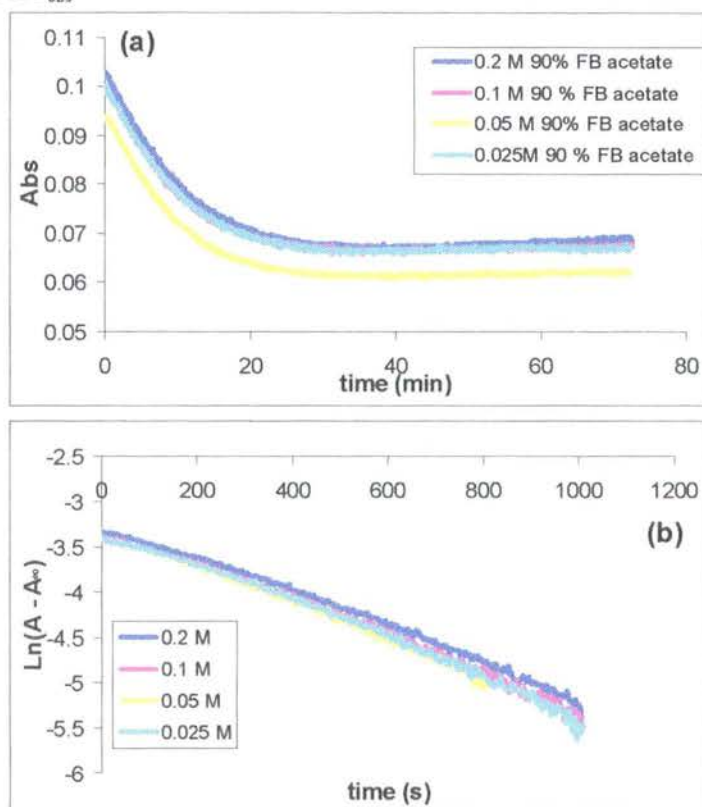 0.11
0.1
0.09
0.08
0.07
0.06
0.05
Abs
(a)
0.2 M 90% FB acetate
0.1 M 90 % FB acetate
0.05 M 90% FB acetate
0.025M 90 % FB acetate
0 20 40 60 80
time (min)
-2.5
-3
-3.5
-4
-4.5
-5
-5.5
-6
Ln(A - A∞)
0 200 400 600 800 1000 1200
(b)
0.2 M
0.1 M
0.05 M
0.025 M
time (s)